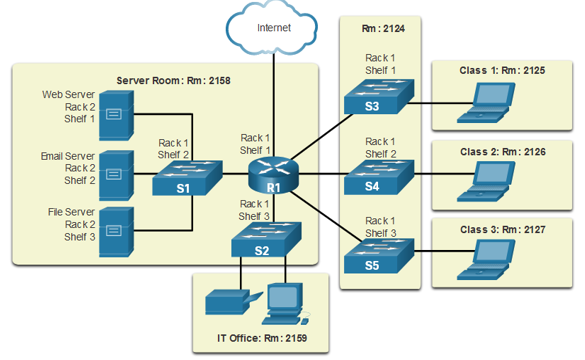 Internet
Server Room: Rm: 2158
Web Server
Rack 2
Shelf 1
Email Server
Rack 2
Shelf 2
File Server
Rack 2
Shelf 3
Rack 1
Shelf 2
S1
Rack 1
Shelf 1
R1
Rack 1
Shelf 3
S2
IT Office: Rm: 2159
Rm: 2124
Rack 1
Shelf 1
S3
Rack 1
Shelf 2
S4
Rack 1
Shelf 3
S5
Class 1: Rm: 2125
Class 2: Rm: 2126
Class 3: Rm: 2127